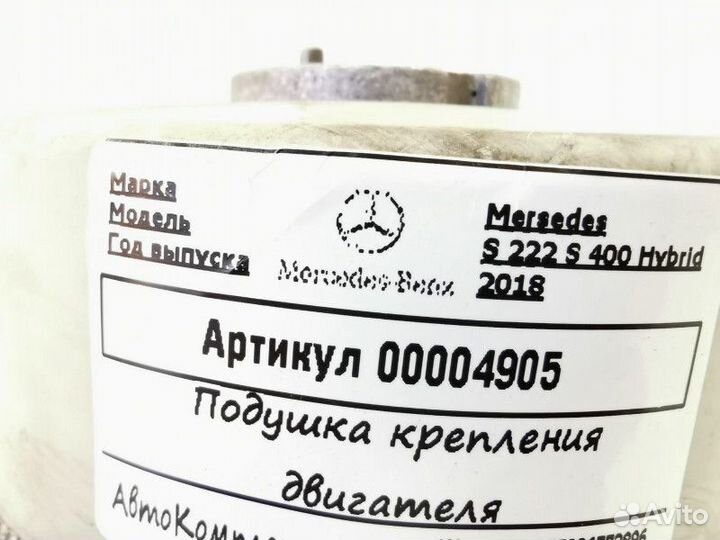 Марка Mersedes
Модель S 222 S 400 Hybrid
Год выпуска 2018
Mercedes-Benz
Артикул 00004905
Подушка крепления
двигателя
Avito